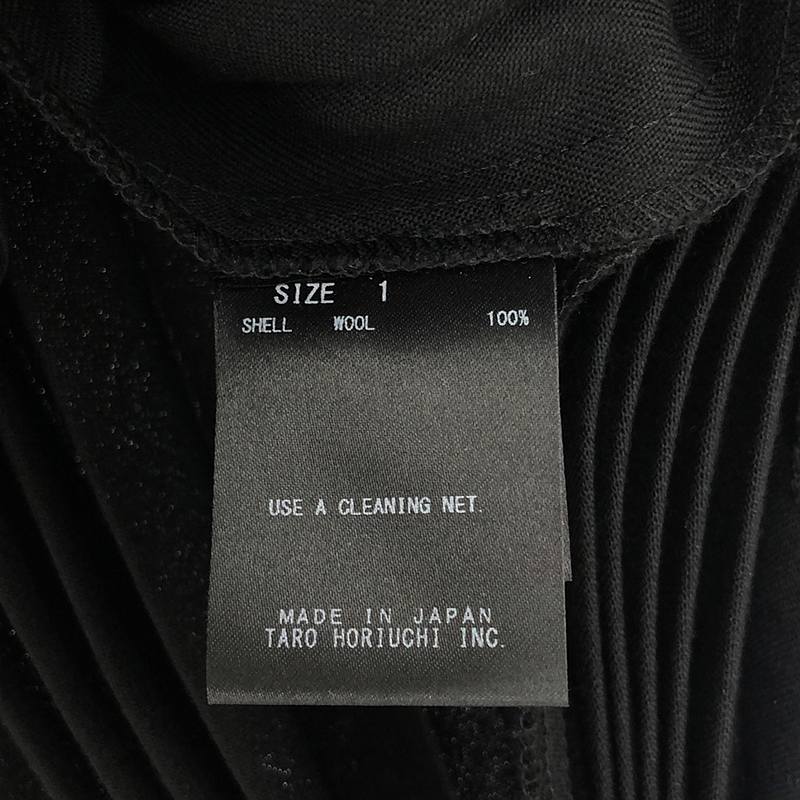 SIZE 1
SHELL WOOL 100%
USE A CLEANING NET.
MADE IN JAPAN
TARO HORIUCHI INC.